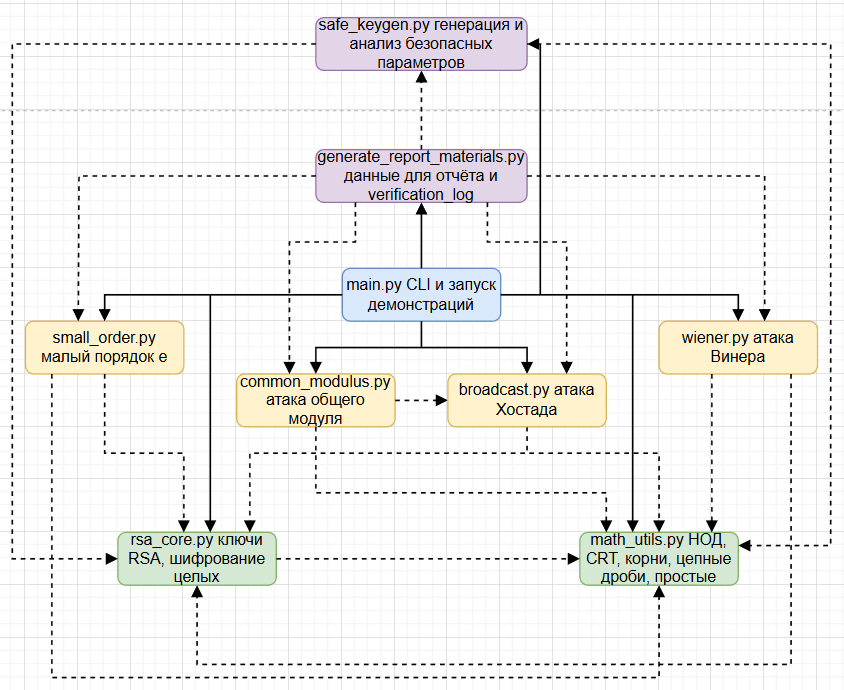 safe_keygen.py генерация и
анализ безопасных
параметров
generate_report_materials.py
данные для отчёта и
verification_log
main.py CLI и запуск
демонстраций
small_order.py
малый порядок e
wiener.py атака
Винера
common_modulus.py
атака общего
модуля
broadcast.py атака
Хостада
rsa_core.py ключи
RSA, шифрование
целых
math_utils.py НОД,
CRT, корни, цепные
дроби, простые